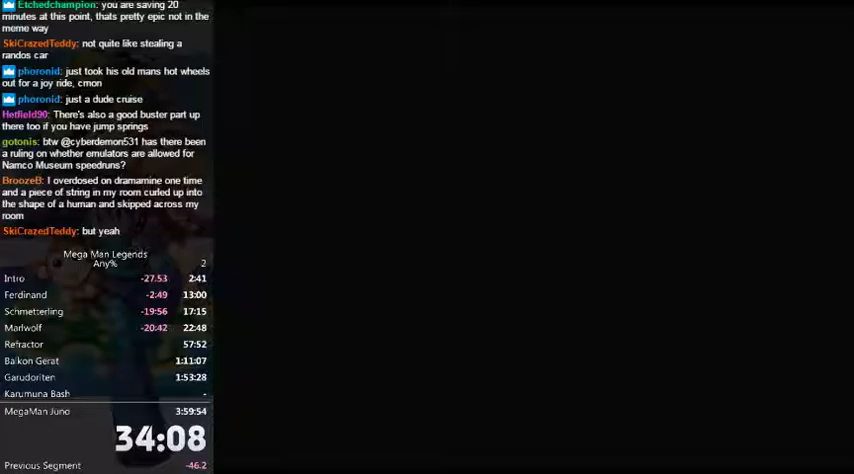 Etchedchampion: you are saving 20
minutes at this point, thats pretty epic not in the
meme way
SkiCrazedTeddy: not quite like stealing a
randos car
phoronid: just took his old mans hot wheels
out for a joy ride, cmon
phoronid: just a dude cruise
Hetfield90: There's also a good buster part up
there too if you have jump springs
gotonis: btw @cyberdemon531 has there been
a ruling on whether emulators are allowed for
Namco Museum speedruns?
BroozeB: I overdosed on dramamine one time
and a piece of string in my room curled up into
the shape of a human and skipped across my
room
SkiCrazedTeddy: but yeah
Mega Man Legends
Any% 2
Intro -27.53 2:41
Ferdinand -2:49 13:00
Schmetterling -19:56 17:15
Marlwolf -20:42 22:48
Refractor 57:52
Balkon Gerat 1:11:07
Garudoriten 1:53:28
Karumuna Bash -
MegaMan Juno 3:59:54
34:08
Previous Segment -46.2